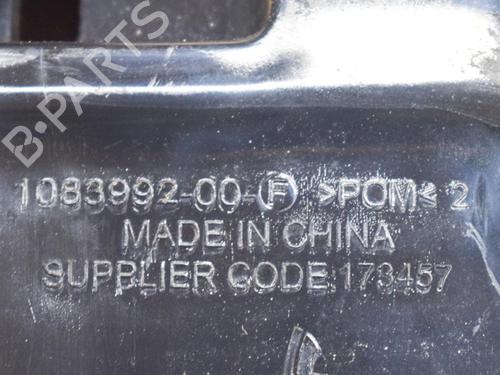 B-PARTS
1083992-00-F >POM≤ 2
MADE IN CHINA
SUPPLIER CODE:173457